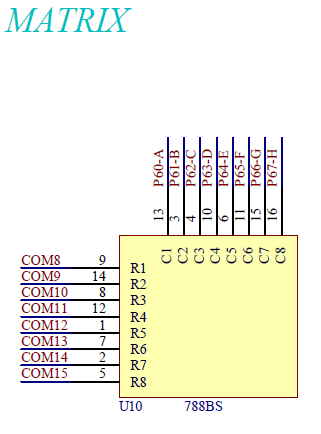 MATRIX
P60-A P61-B P62-C P63-D P64-E P65-F P66-G P67-H
13 3 4 10 6 11 15 16
C1 C2 C3 C4 C5 C6 C7 C8
COM8 9 R1
COM9 14 R2
COM10 8 R3
COM11 12 R4
COM12 1 R5
COM13 7 R6
COM14 2 R7
COM15 5 R8
U10 788BS